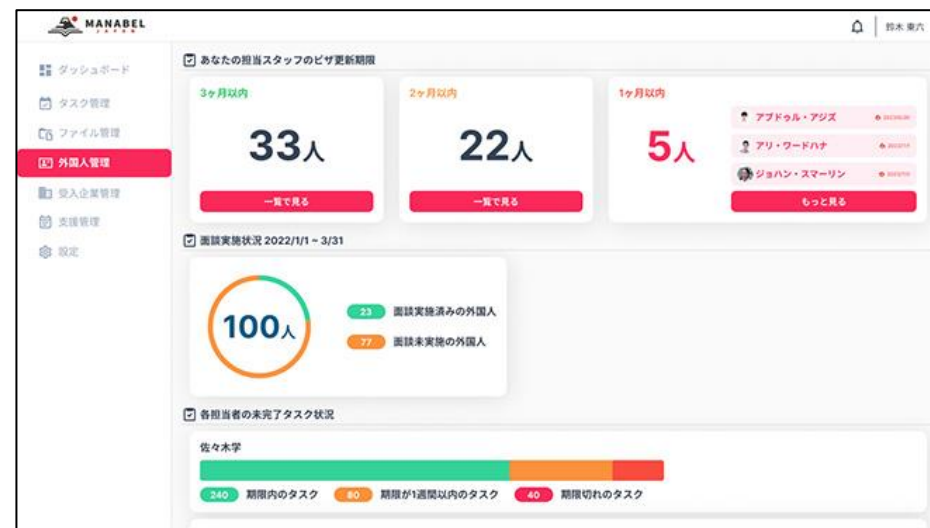 MANABEL
JAPAN
鈴木 東六
ダッシュボード
タスク管理
ファイル管理
外国人管理
受入企業管理
支援管理
設定
あなたの担当スタッフのビザ更新期限
3ヶ月以内
33人
一覧で見る
2ヶ月以内
22人
一覧で見る
1ヶ月以内
5人
アブドゥル・アジズ
アリ・ワードハナ
ジョハン・スマーリン
もっと見る
面談実施状況 2022/1/1 ~ 3/31
100人
23 面談実施済みの外国人
77 面談未実施の外国人
各担当者の未完了タスク状況
佐々木学
240 期限内のタスク 80 期限が1週間以内のタスク 40 期限切れのタスク